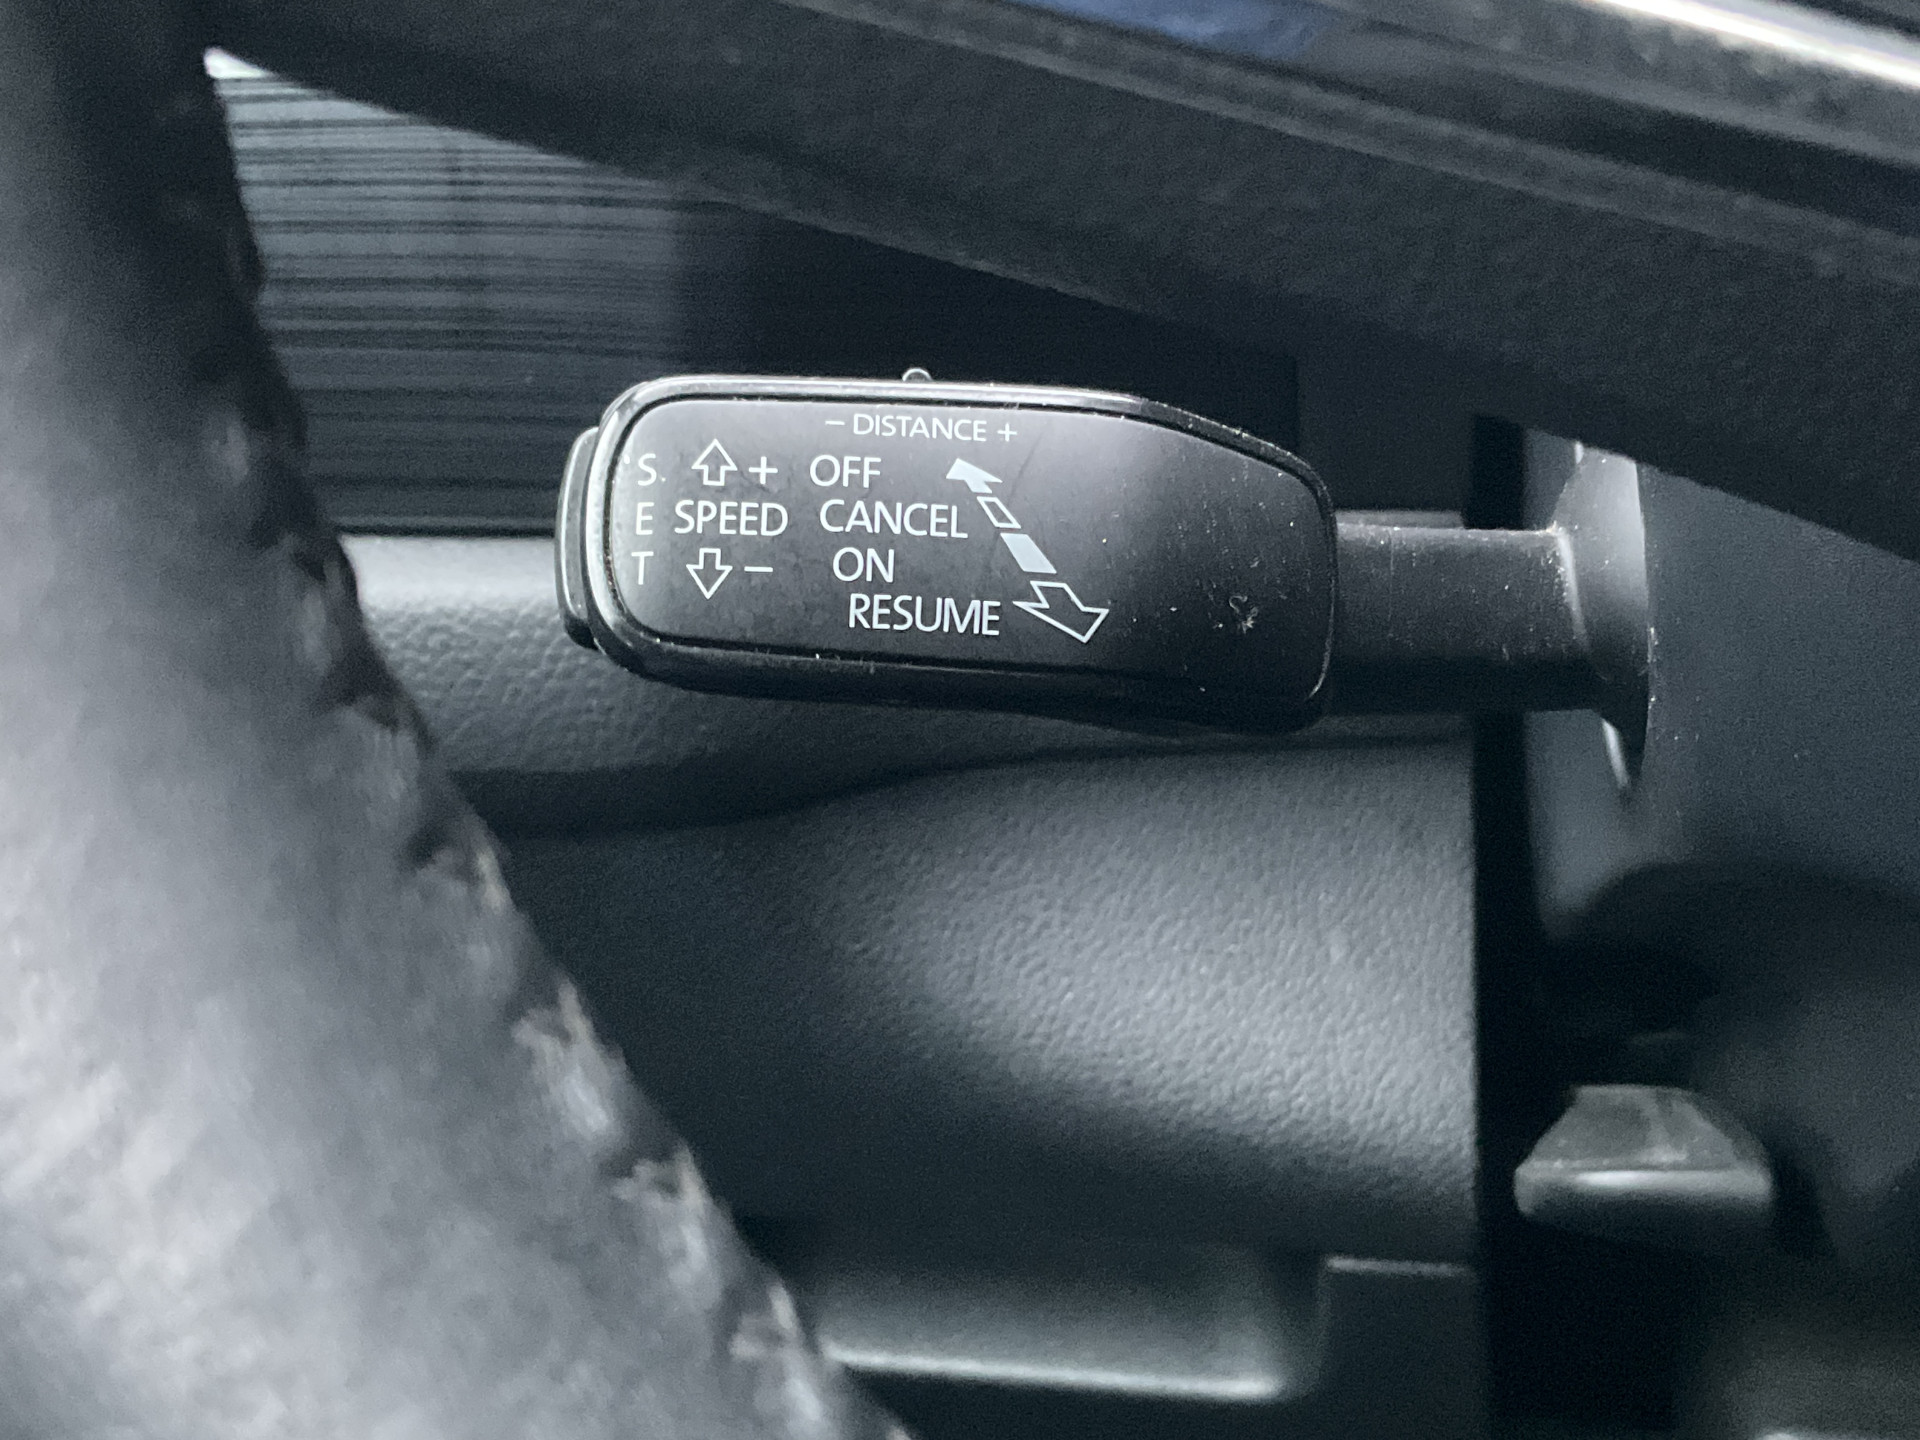 − DISTANCE +
S + OFF
E SPEED CANCEL
T − ON
RESUME